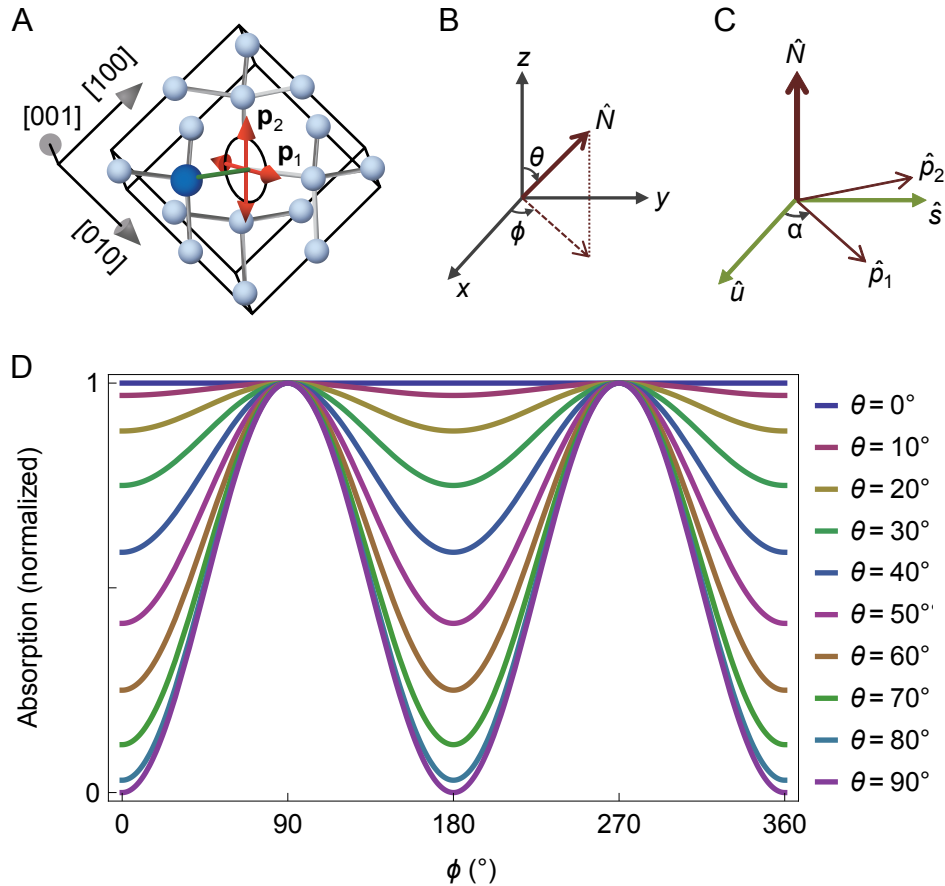 A
[100]
[001]
[010]
p₂
p₁
B
z
N̂
θ
y
ϕ
x
C
N̂
p̂₂
ŝ
α
p̂₁
û
D
Absorption (normalized)
1
0
0
90
180
270
360
ϕ (°)
θ = 0°
θ = 10°
θ = 20°
θ = 30°
θ = 40°
θ = 50°'
θ = 60°
θ = 70°
θ = 80°
θ = 90°